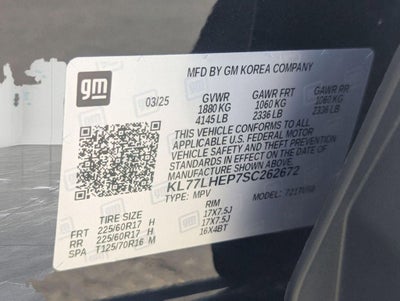 gm
MFD BY GM KOREA COMPANY
03/25 GVWR GAWR FRT GAWR RR
1880 KG 1060 KG 1060 KG
4145 LB 2336 LB 2336 LB
THIS VEHICLE CONFORMS TO ALL
APPLICABLE U.S. FEDERAL MOTOR
VEHICLE SAFETY AND THEFT PREVENTION
STANDARDS IN EFFECT ON THE DATE OF
MANUFACTURE SHOWN ABOVE.
KL77LHEP7SC262672
TYPE: MPV MODEL:
TIRE SIZE RIM
FRT 225/60R17 H 17X7.5J
RR 225/60R17 H 17X7.5J
SPA T125/70R16 M 16X4BT